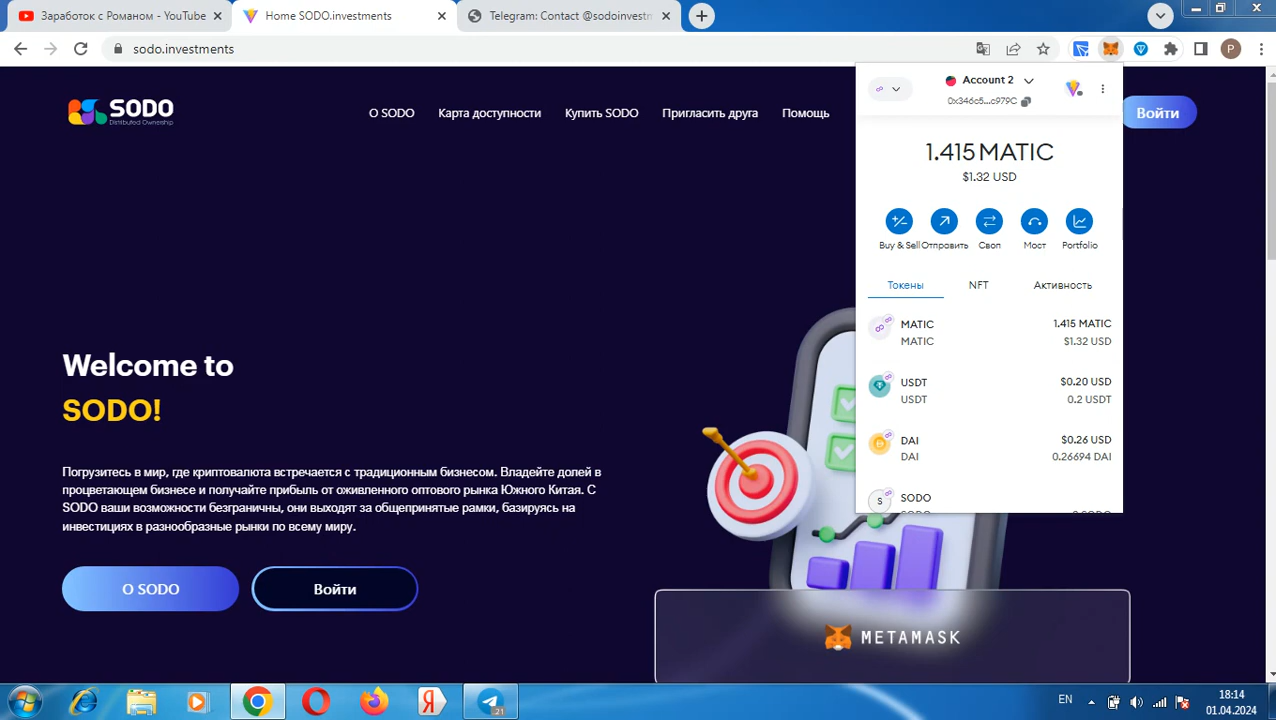 Заработок с Романом - YouTube
Home SODO.investments
Telegram: Contact @sodoinvestm
sodo.investments
P
SODO
Distributed Ownership
О SODO
Карта доступности
Купить SODO
Пригласить друга
Помощь
Войти
Account 2
0x346c5...c979C
1.415 MATIC
$1.32 USD
Buy & Sell
Отправить
Своп
Мост
Portfolio
Токены
NFT
Активность
MATIC
1.415 MATIC
MATIC
$1.32 USD
USDT
$0.20 USD
USDT
0.2 USDT
DAI
$0.26 USD
DAI
0.26694 DAI
S
SODO
Welcome to
SODO!
Погрузитесь в мир, где криптовалюта встречается с традиционным бизнесом. Владейте долей в
процветающем бизнесе и получайте прибыль от оживленного оптового рынка Южного Китая. С
SODO ваши возможности безграничны, они выходят за общепринятые рамки, базируясь на
инвестициях в разнообразные рынки по всему миру.
О SODO
Войти
METAMASK
Я
21
EN
18:14
01.04.2024